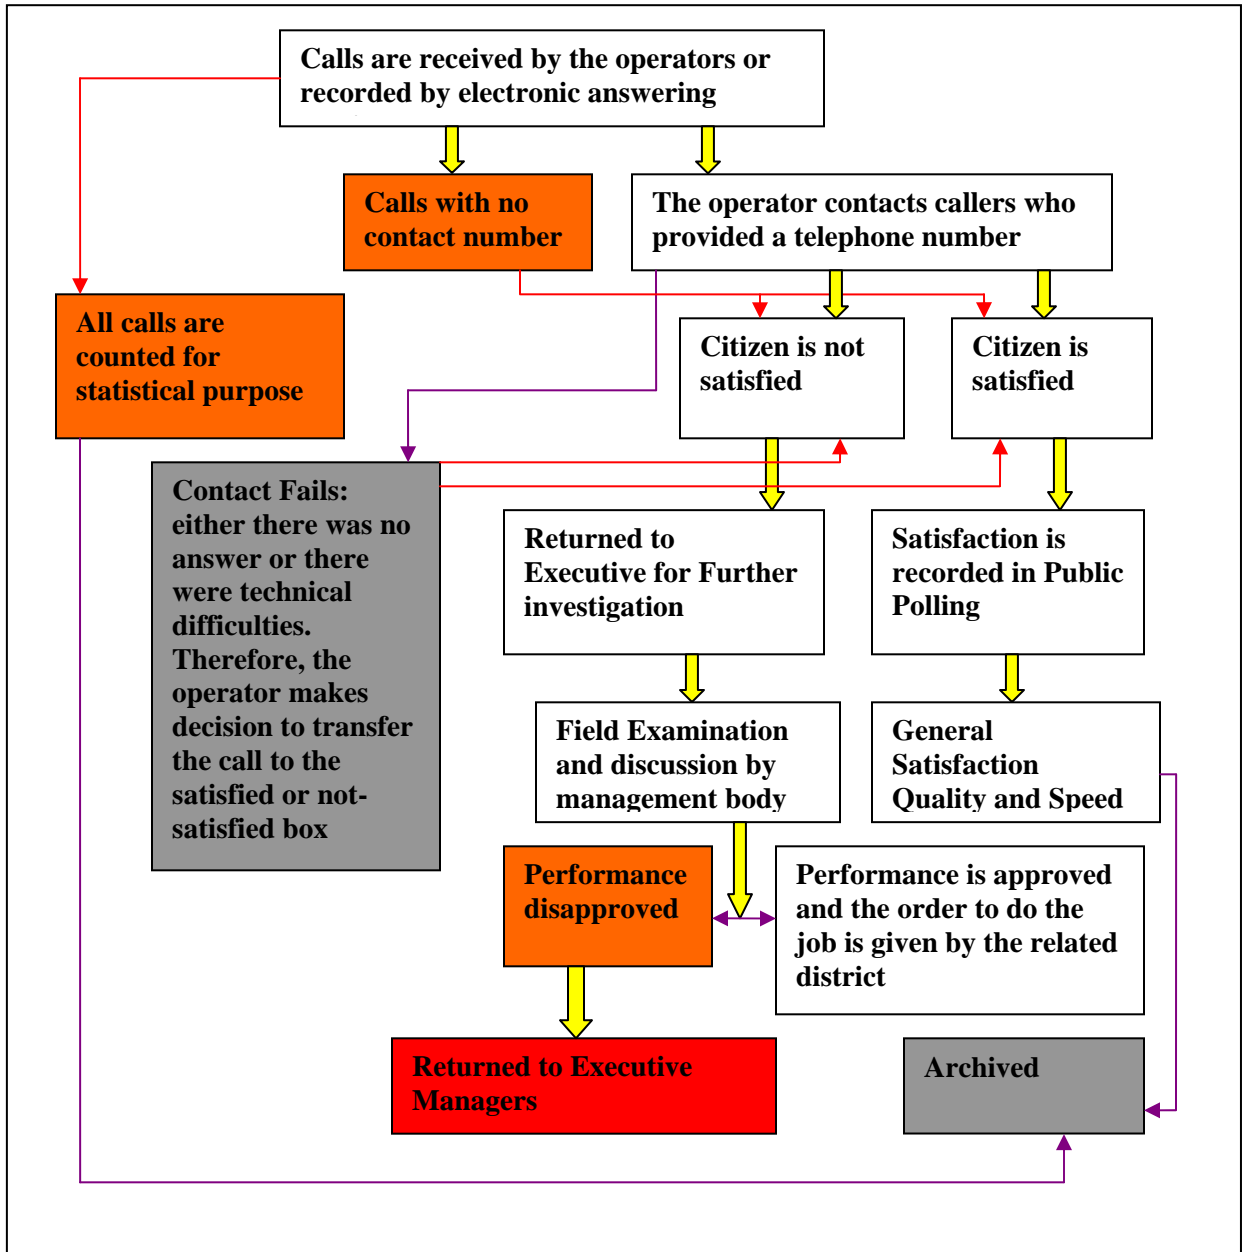 Calls are received by the operators or
recorded by electronic answering
Calls with no
contact number
The operator contacts callers who
provided a telephone number
All calls are
counted for
statistical purpose
Citizen is not
satisfied
Citizen is
satisfied
Contact Fails:
either there was no
answer or there
were technical
difficulties.
Therefore, the
operator makes
decision to transfer
the call to the
satisfied or not-
satisfied box
Returned to
Executive for Further
investigation
Satisfaction is
recorded in Public
Polling
Field Examination
and discussion by
management body
General
Satisfaction
Quality and Speed
Performance
disapproved
Performance is approved
and the order to do the
job is given by the related
district
Returned to Executive
Managers
Archived